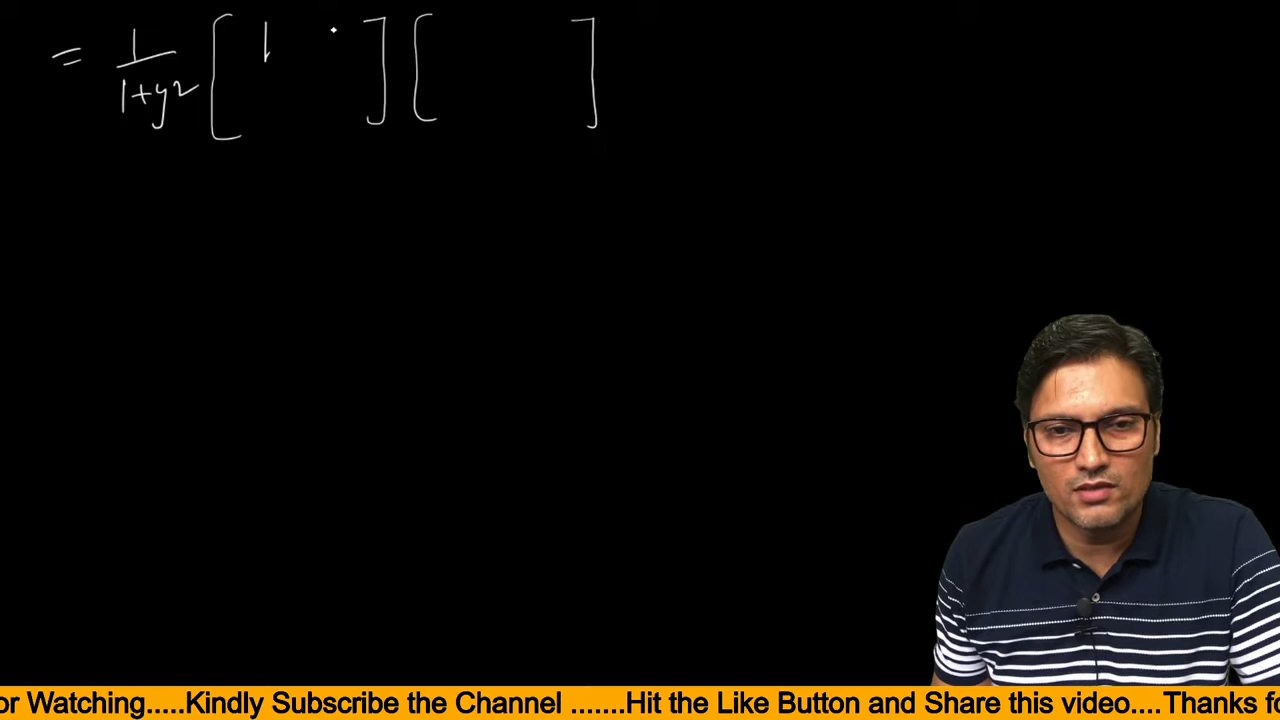 = 1/1+y2 [ 1 ] [ ]
or Watching.....Kindly Subscribe the Channel .......Hit the Like Button and Share this video....Thanks fo